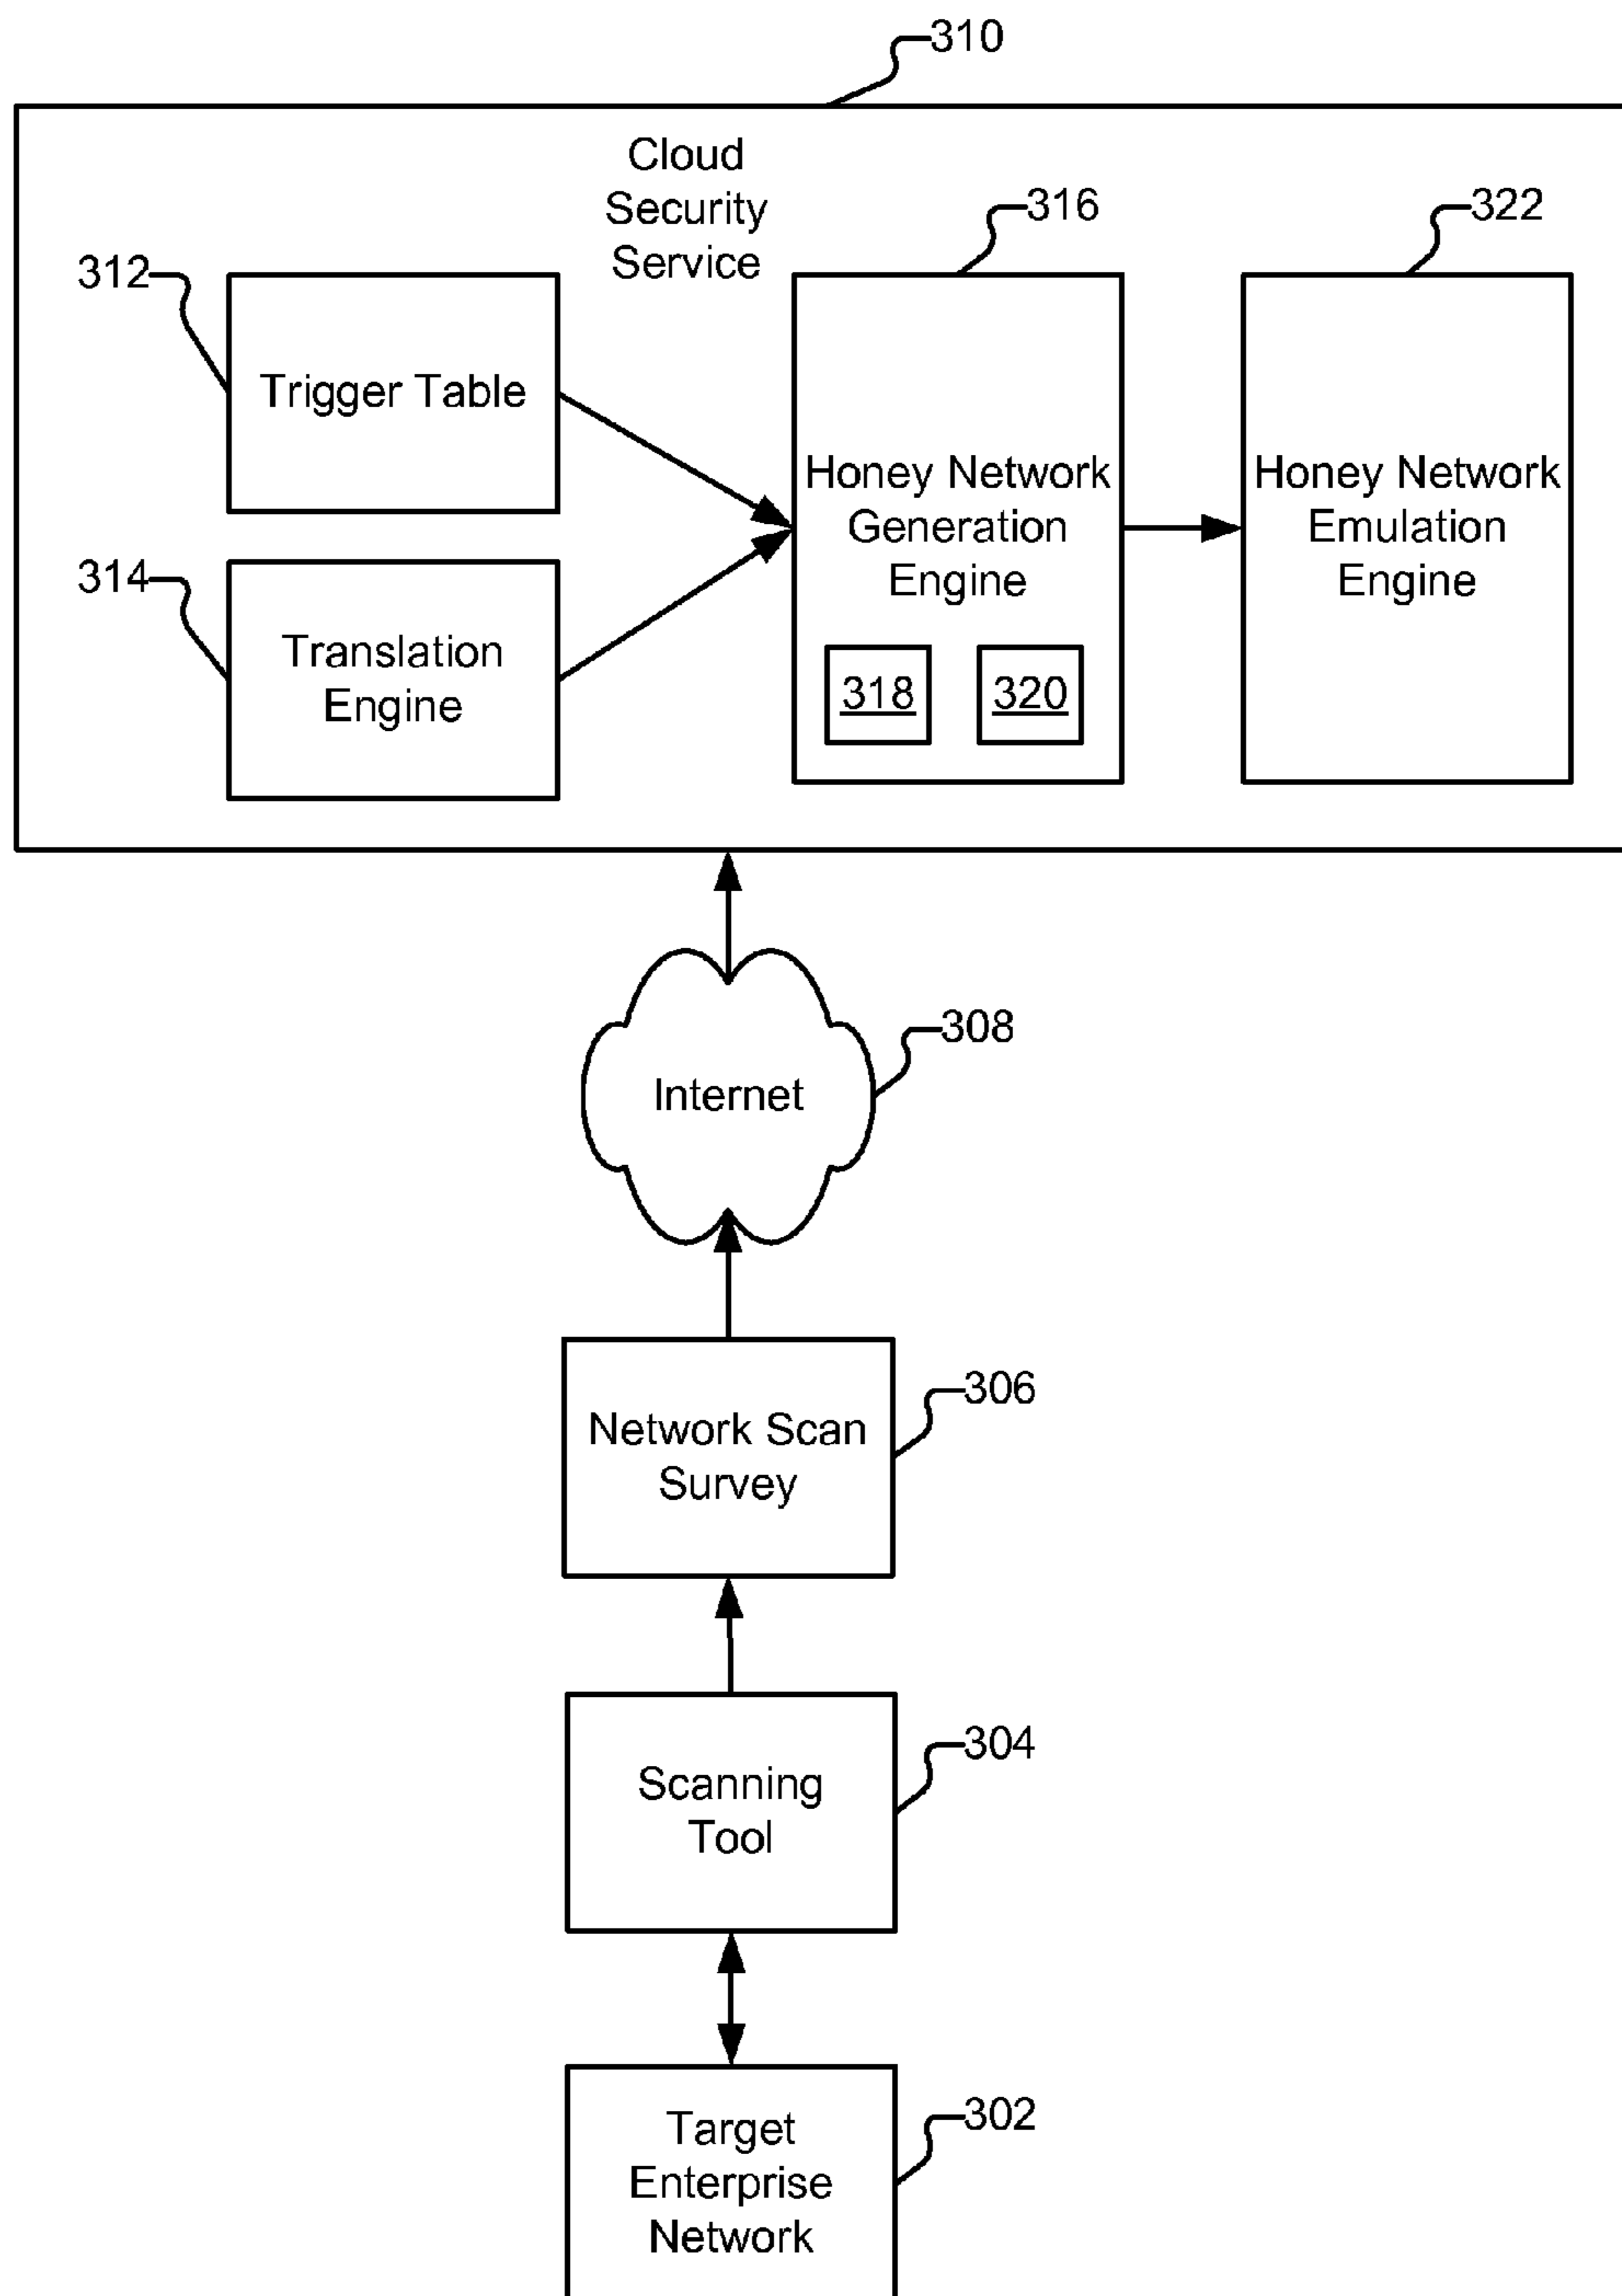 310
Cloud
Security
Service
316
322
312
Trigger Table
Honey Network
Generation
Engine
Honey Network
Emulation
Engine
314
Translation
Engine
318
320
308
Internet
306
Network Scan
Survey
304
Scanning
Tool
302
Target
Enterprise
Network